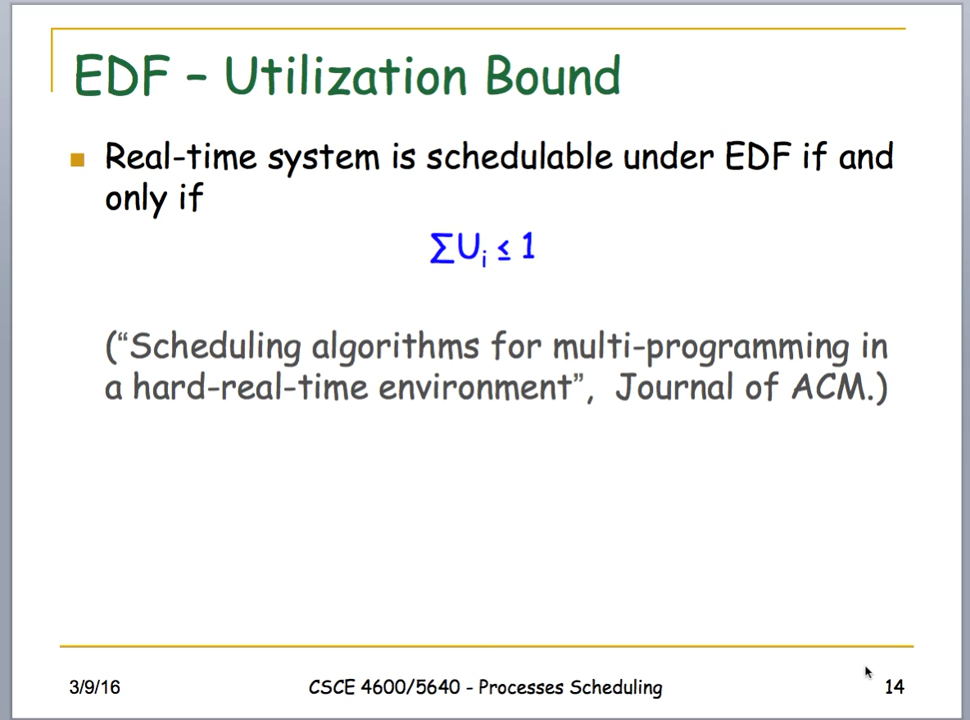 EDF – Utilization Bound
Real-time system is schedulable under EDF if and
only if
∑Ui ≤ 1
(“Scheduling algorithms for multi-programming in
a hard-real-time environment”, Journal of ACM.)
3/9/16
CSCE 4600/5640 - Processes Scheduling
14